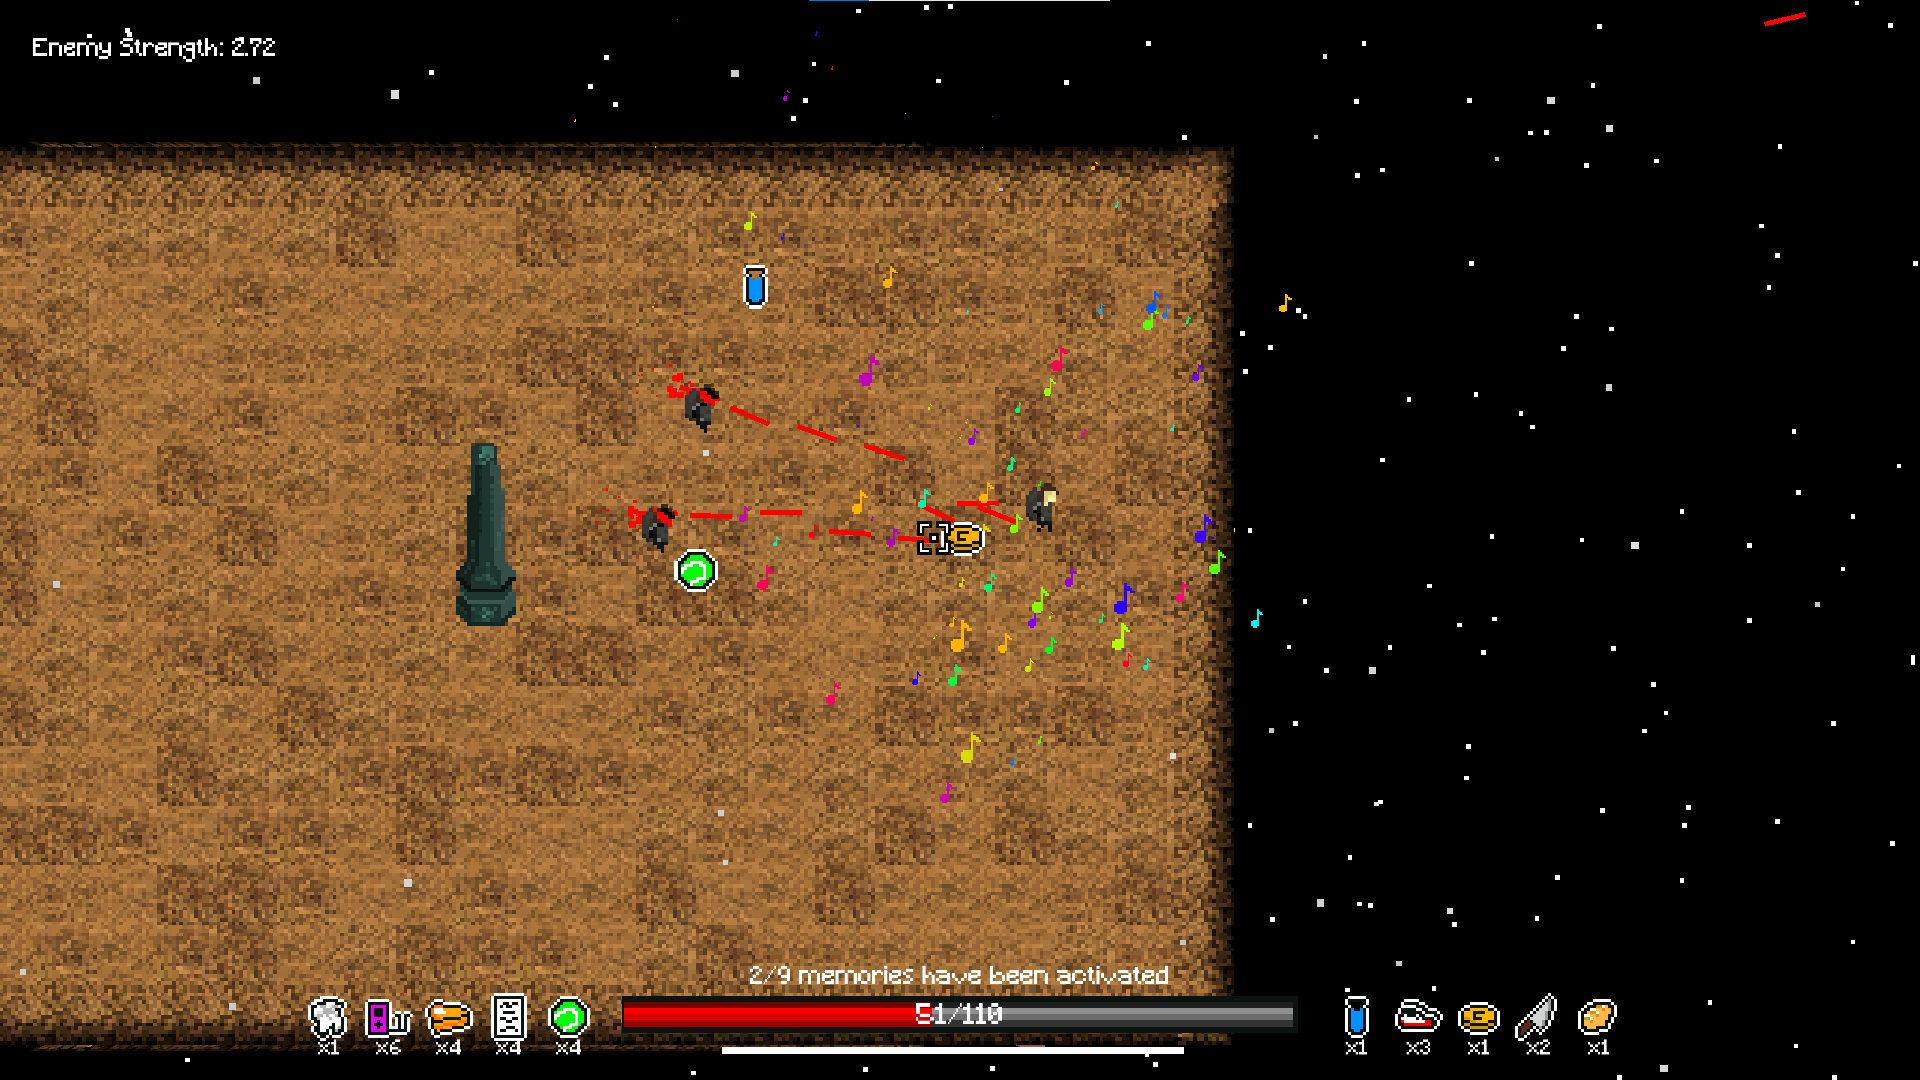 Enemy Strength: 2.72
2/9 memories have been activated
51/110
x1 x6 x4 x4 x4
x1 x3 x1 x2 x1